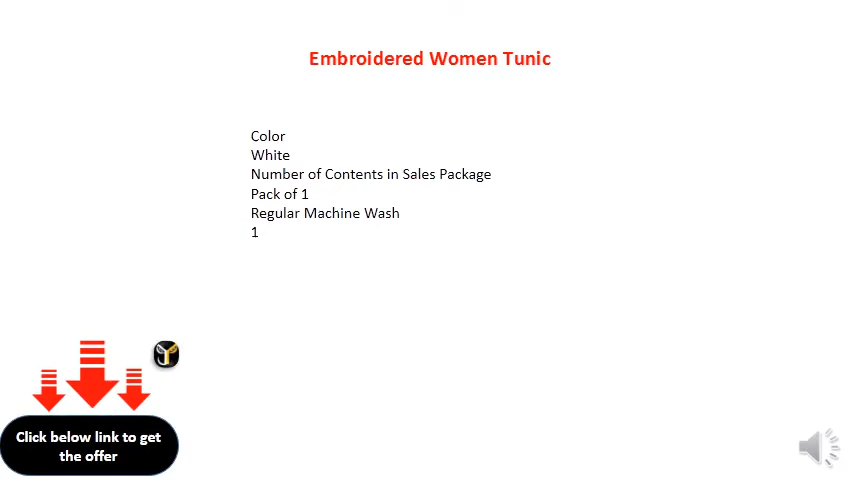 Embroidered Women Tunic
Color
White
Number of Contents in Sales Package
Pack of 1
Regular Machine Wash
1
Click below link to get
the offer